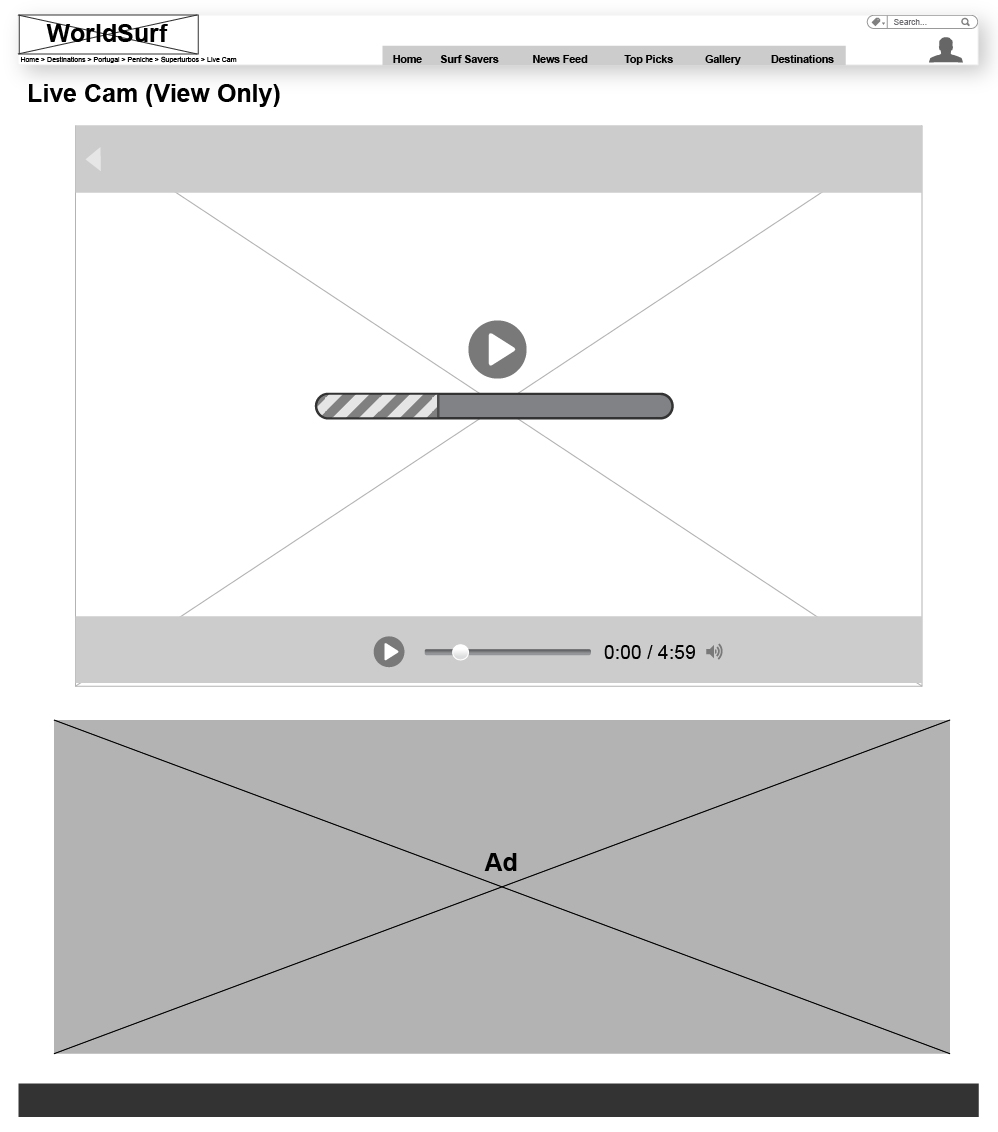 WorldSurf
Search...
Home > Destinations > Portugal > Peniche > Superturbos > Live Cam
Home Surf Savers News Feed Top Picks Gallery Destinations
Live Cam (View Only)
0:00 / 4:59
Ad